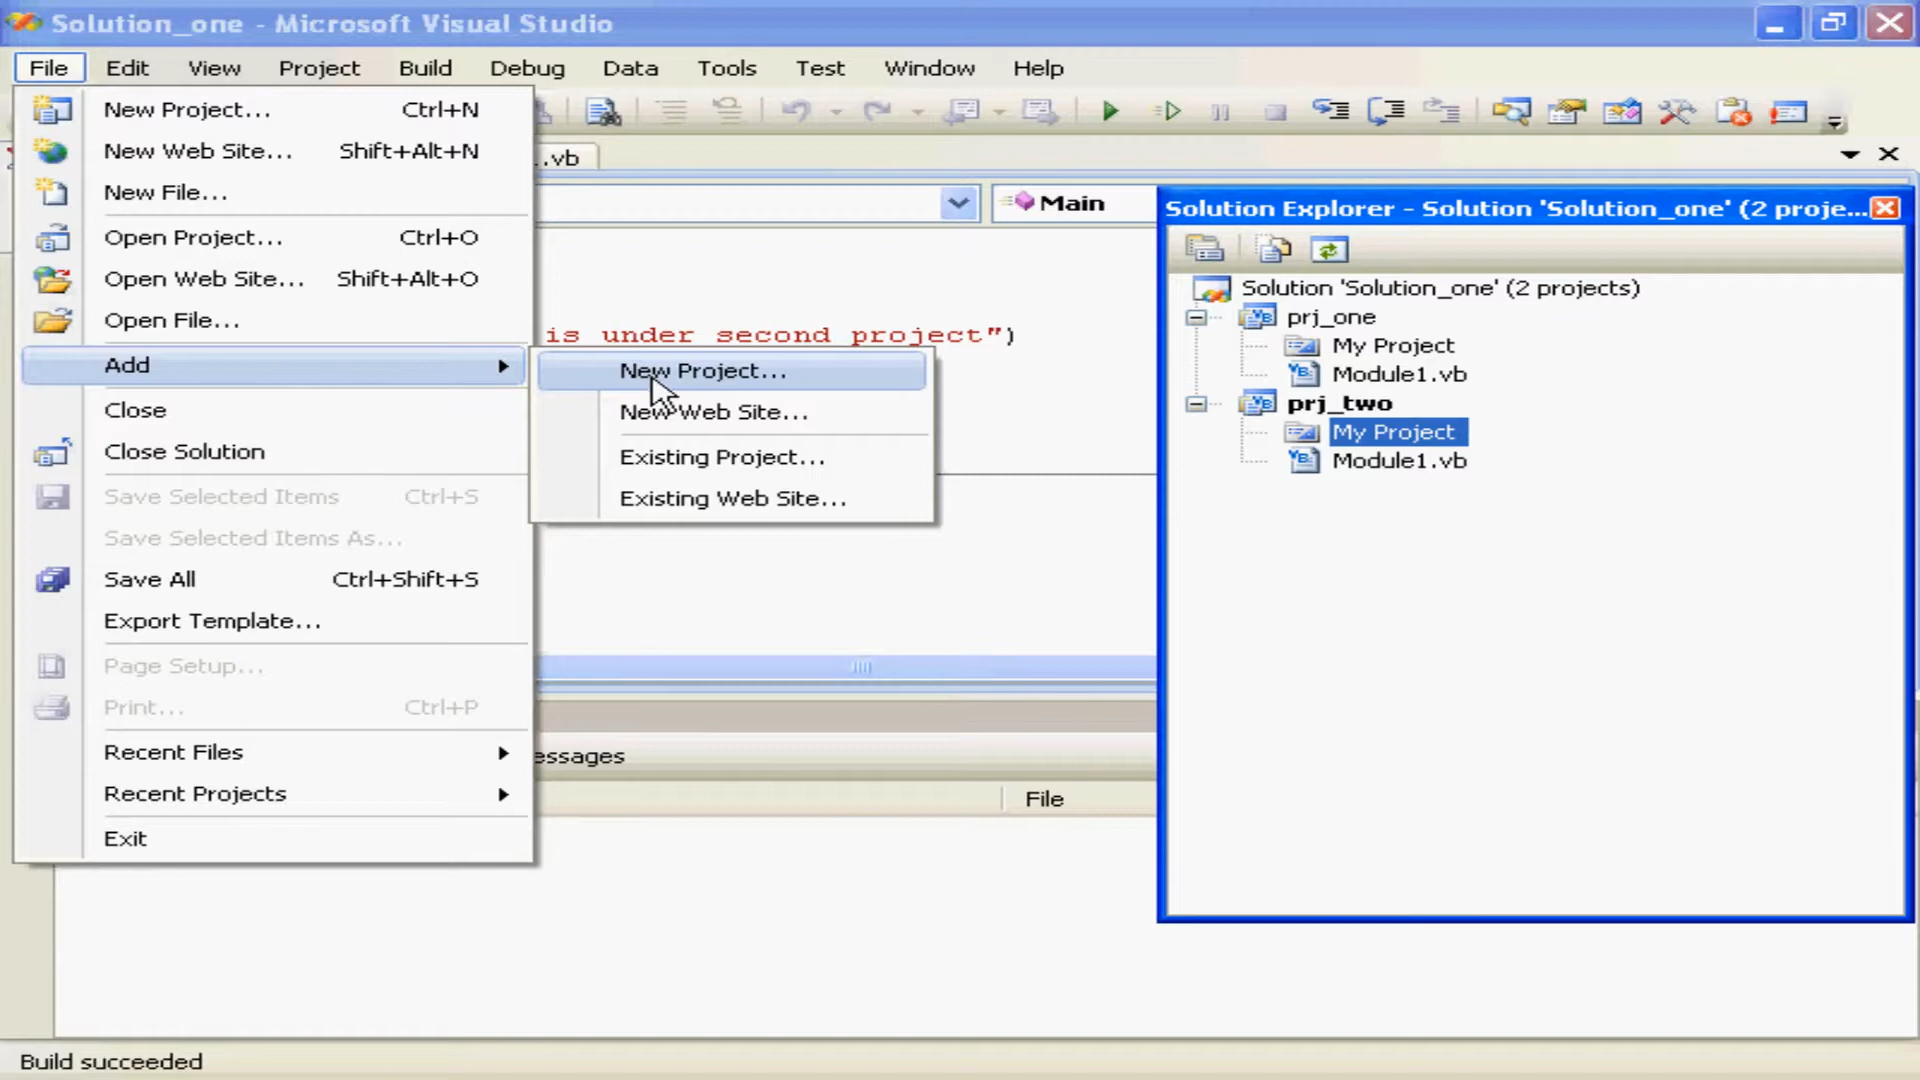 Solution_one - Microsoft Visual Studio
File Edit View Project Build Debug Data Tools Test Window Help
New Project... Ctrl+N
New Web Site... Shift+Alt+N
New File...
Open Project... Ctrl+O
Open Web Site... Shift+Alt+O
Open File...
Add
Close
Close Solution
Save Selected Items Ctrl+S
Save Selected Items As...
Save All Ctrl+Shift+S
Export Template...
Page Setup...
Print... Ctrl+P
Recent Files
Recent Projects
Exit
New Project...
New Web Site...
Existing Project...
Existing Web Site...
.vb
Main
is under second project")
essages
File
Solution Explorer - Solution 'Solution_one' (2 proje...
Solution 'Solution_one' (2 projects)
prj_one
My Project
Module1.vb
prj_two
My Project
Module1.vb
Build succeeded